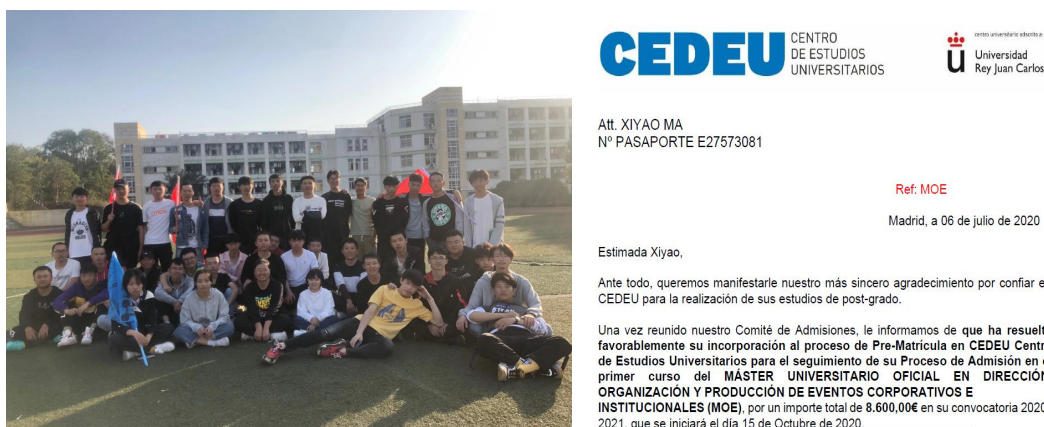 CEDEU
CENTRO
DE ESTUDIOS
UNIVERSITARIOS
centro universitario adscrito a:
Universidad
Rey Juan Carlos
Att. XIYAO MA
Nº PASAPORTE E27573081
Ref: MOE
Madrid, a 06 de julio de 2020
Estimada Xiyao,
Ante todo, queremos manifestarle nuestro más sincero agradecimiento por confiar e
CEDEU para la realización de sus estudios de post-grado.
Una vez reunido nuestro Comité de Admisiones, le informamos de que ha resuelt
favorablemente su incorporación al proceso de Pre-Matrícula en CEDEU Centr
de Estudios Universitarios para el seguimiento de su Proceso de Admisión en e
primer curso del MÁSTER UNIVERSITARIO OFICIAL EN DIRECCIÓN
ORGANIZACIÓN Y PRODUCCIÓN DE EVENTOS CORPORATIVOS E
INSTITUCIONALES (MOE), por un importe total de 8.600,00€ en su convocatoria 2020
2021, que se iniciará el día 15 de Octubre de 2020.